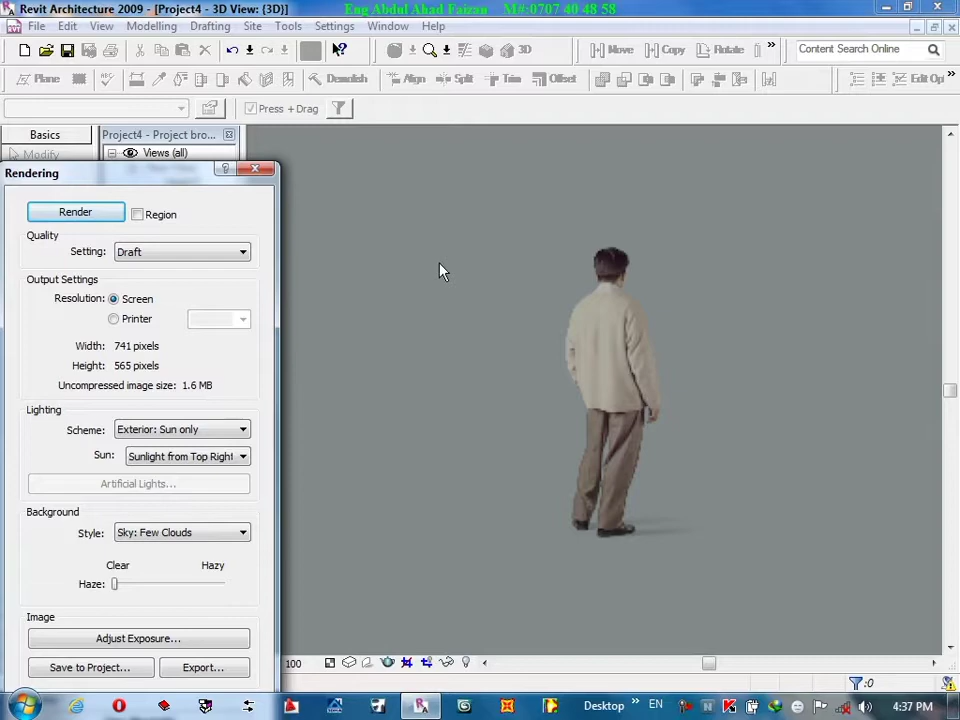 Revit Architecture 2009 - [Project4 - 3D View: {3D}]
Eng Abdul Ahad Faizan M#:0707 40 48 58
File Edit View Modelling Drafting Site Tools Settings Window Help
3D Move Copy Rotate » Content Search Online
Plane Demolish Align Split Trim Offset Edit Op »
Press + Drag
Basics Project4 - Project bro...
Modify Views (all)
Rendering
Render Region
Quality
Setting: Draft
Output Settings
Resolution: Screen
Printer
Width: 741 pixels
Height: 565 pixels
Uncompressed image size: 1.6 MB
Lighting
Scheme: Exterior: Sun only
Sun: Sunlight from Top Right
Artificial Lights...
Background
Style: Sky: Few Clouds
Clear Hazy
Haze:
Image
Adjust Exposure...
Save to Project... Export...
100
:0
Desktop » EN 4:37 PM